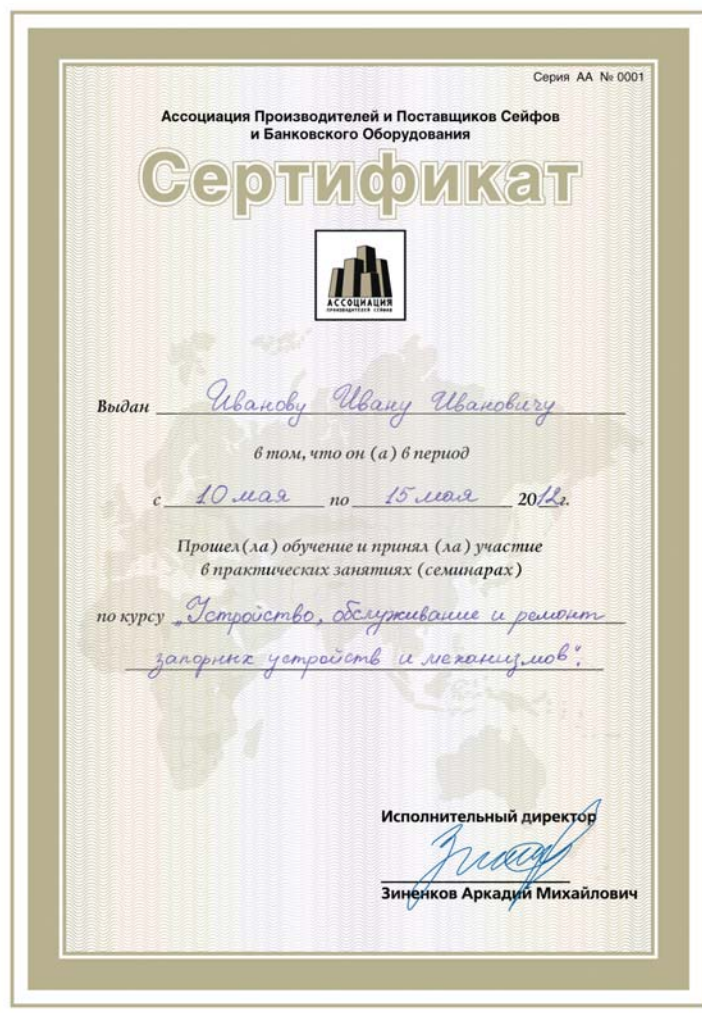 Серия АА № 0001
Ассоциация Производителей и Поставщиков Сейфов
и Банковского Оборудования
Сертификат
АССОЦИАЦИЯ
ПРОИЗВОДИТЕЛЕЙ СЕЙФОВ
Выдан Иванову Ивану Ивановичу
в том, что он (а) в период
с 10 мая по 15 мая 2012г.
Прошел(ла) обучение и принял (ла) участие
в практических занятиях (семинарах)
по курсу „Устройство, обслуживание и ремонт
запорных устройств и механизмов".
Исполнительный директор
Зиненков Аркадий Михайлович